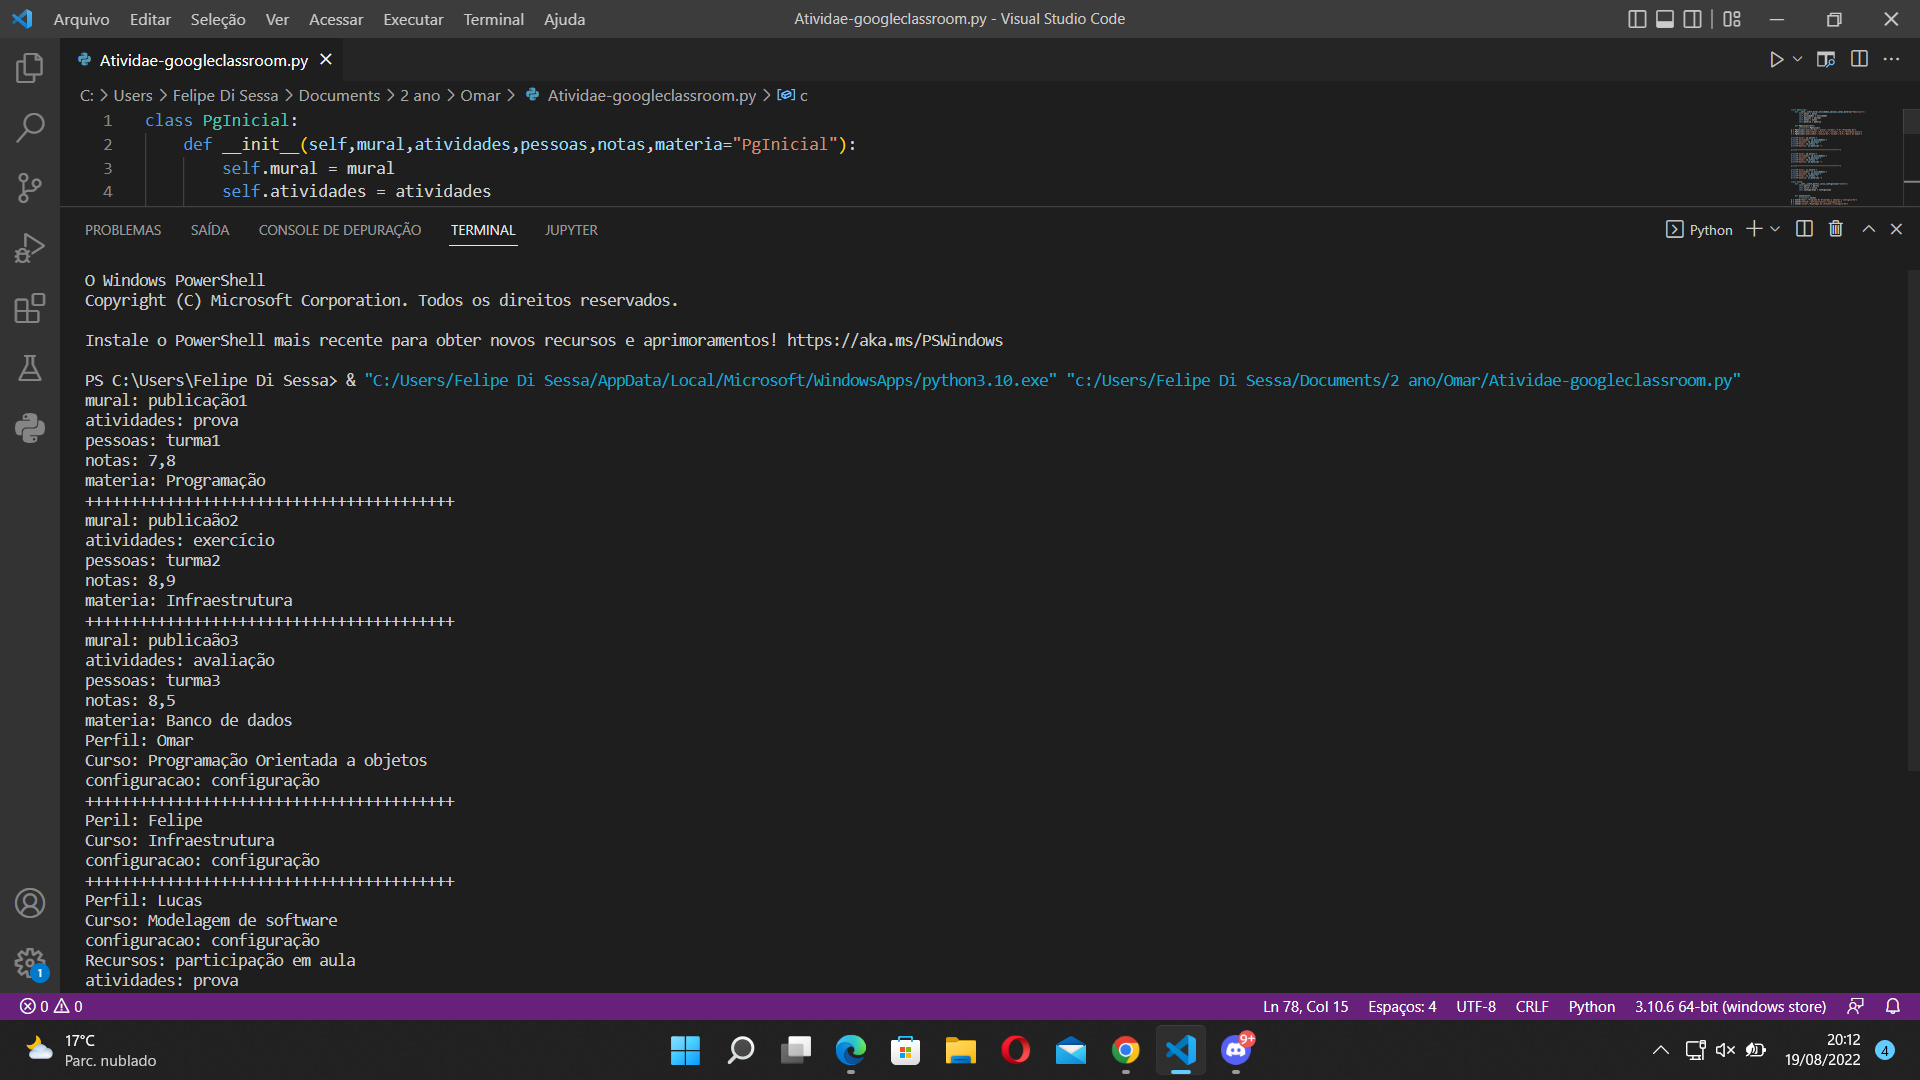 Arquivo Editar Seleção Ver Acessar Executar Terminal Ajuda
Atividae-googleclassroom.py - Visual Studio Code
Atividae-googleclassroom.py
C: > Users > Felipe Di Sessa > Documents > 2 ano > Omar > Atividae-googleclassroom.py > c
1 class PgInicial:
2 def __init__(self,mural,atividades,pessoas,notas,materia="PgInicial"):
3 self.mural = mural
4 self.atividades = atividades
PROBLEMAS SAÍDA CONSOLE DE DEPURAÇÃO TERMINAL JUPYTER
Python
O Windows PowerShell
Copyright (C) Microsoft Corporation. Todos os direitos reservados.
Instale o PowerShell mais recente para obter novos recursos e aprimoramentos! https://aka.ms/PSWindows
PS C:\Users\Felipe Di Sessa> & "C:/Users/Felipe Di Sessa/AppData/Local/Microsoft/WindowsApps/python3.10.exe" "c:/Users/Felipe Di Sessa/Documents/2 ano/Omar/Atividae-googleclassroom.py"
mural: publicação1
atividades: prova
pessoas: turma1
notas: 7,8
materia: Programação
+++++++++++++++++++++++++++++++++++++++++
mural: publicaão2
atividades: exercício
pessoas: turma2
notas: 8,9
materia: Infraestrutura
+++++++++++++++++++++++++++++++++++++++++
mural: publicaão3
atividades: avaliação
pessoas: turma3
notas: 8,5
materia: Banco de dados
Perfil: Omar
Curso: Programação Orientada a objetos
configuracao: configuração
+++++++++++++++++++++++++++++++++++++++++
Peril: Felipe
Curso: Infraestrutura
configuracao: configuração
+++++++++++++++++++++++++++++++++++++++++
Perfil: Lucas
Curso: Modelagem de software
configuracao: configuração
Recursos: participação em aula
atividades: prova
1
0 0
Ln 78, Col 15 Espaços: 4 UTF-8 CRLF Python 3.10.6 64-bit (windows store)
17°C
Parc. nublado
9+
20:12
19/08/2022
4